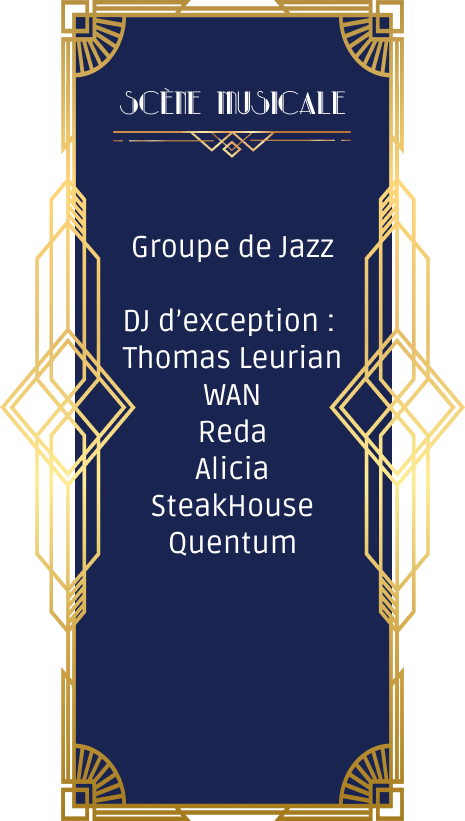 SCÈNE MUSICALE
Groupe de Jazz
DJ d’exception :
Thomas Leurian
WAN
Reda
Alicia
SteakHouse
Quentum